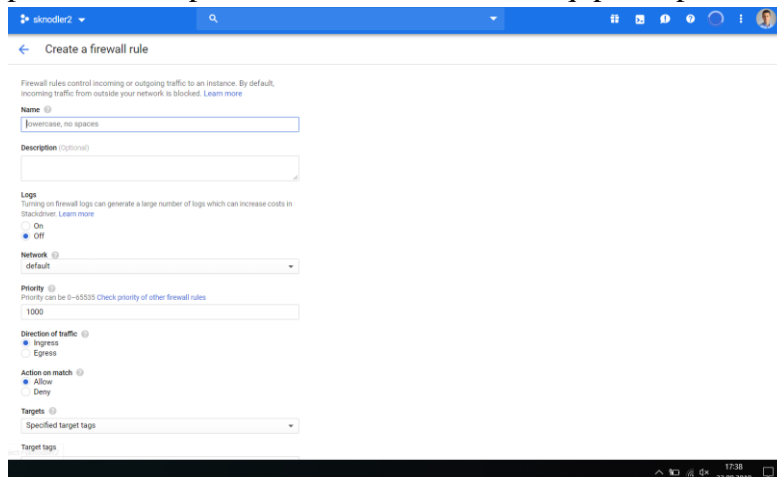 sknodler2
Create a firewall rule
Firewall rules control incoming or outgoing traffic to an instance. By default,
incoming traffic from outside your network is blocked. Learn more
Name
lowercase, no spaces
Description (Optional)
Logs
Turning on firewall logs can generate a large number of logs which can increase costs in
Stackdriver. Learn more
On
Off
Network
default
Priority
Priority can be 0–65535 Check priority of other firewall rules
1000
Direction of traffic
Ingress
Egress
Action on match
Allow
Deny
Targets
Specified target tags
Target tags
17:38